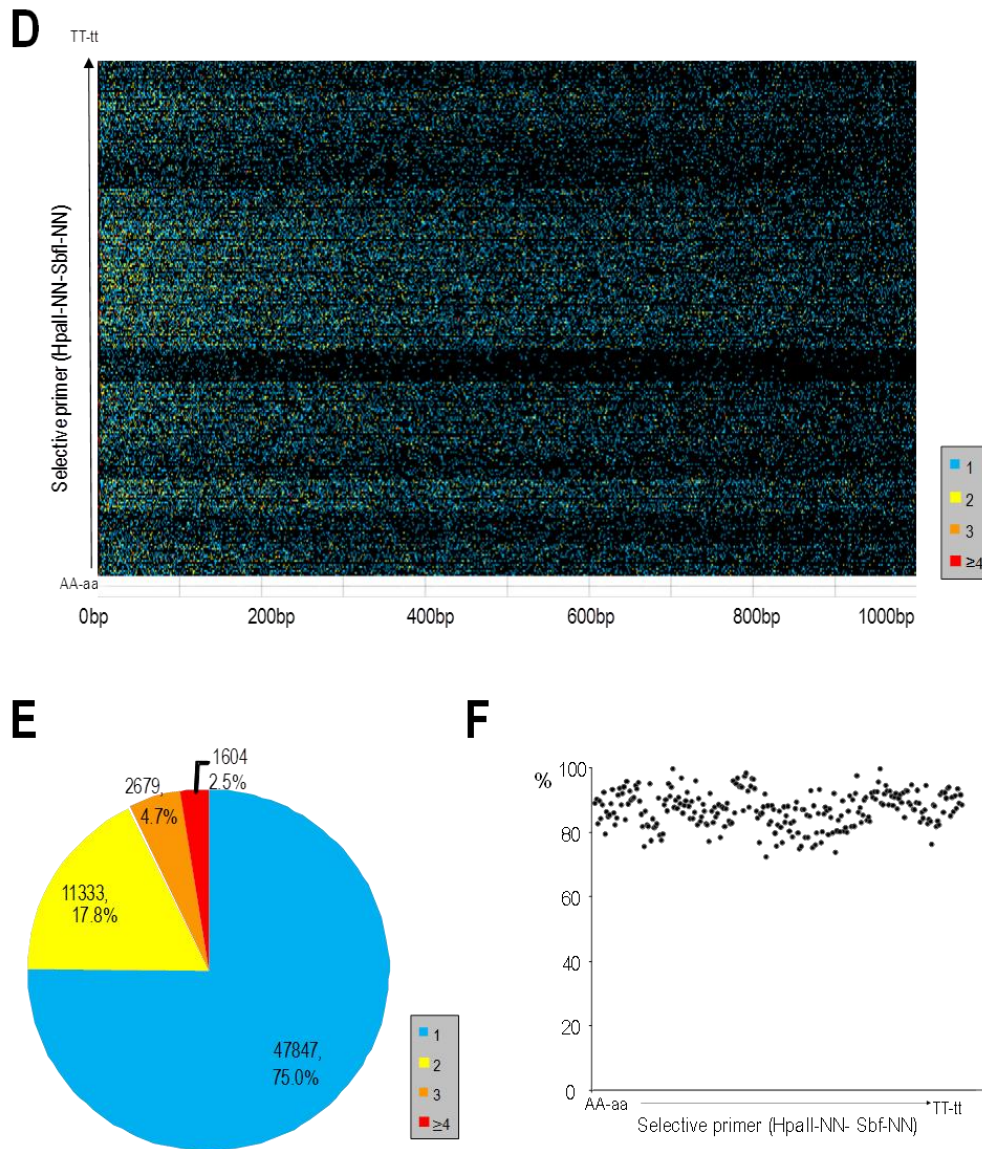 D
TT-tt
Selective primer (HpaII-NN-SbfI-NN)
AA-aa
0bp 200bp 400bp 600bp 800bp 1000bp
1
2
3
≥4
E
1604
2.5%
2679,
4.7%
11333,
17.8%
47847,
75.0%
1
2
3
≥4
F
%
100
80
60
40
20
0
AA-aa TT-tt
Selective primer (HpaII-NN- Sbf-NN)